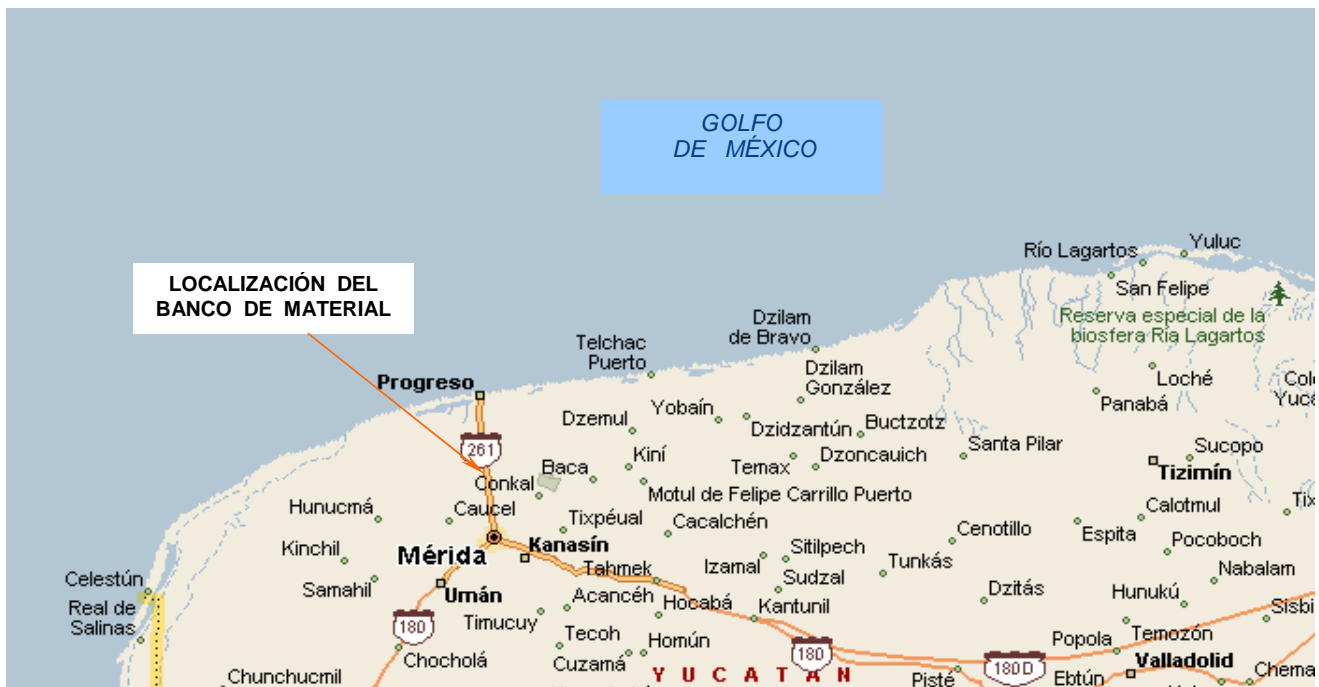 GOLFO
DE MÉXICO
Río Lagartos
Yuluc
LOCALIZACIÓN DEL
BANCO DE MATERIAL
San Felipe
Reserva especial de la
biosfera Ría Lagartos
Dzilam
de Bravo
Telchac
Puerto
Progreso
Dzilam
González
Loché
Panabá
Dzemul
Yobaín
Dzidzantún
Buctzotz
Santa Pilar
Sucopo
261
Conkal
Baca
Kiní
Temax
Dzoncauich
Tizimín
Motul de Felipe Carrillo Puerto
Hunucmá
Caucel
Tixpéual
Cacalchén
Cenotillo
Calotmul
Espita
Pocoboch
Kinchil
Mérida
Kanasín
Sitilpech
Tunkás
Izamal
Tahmek
Sudzal
Nabalam
Celestún
Samahil
Umán
Acancéh
Hocabá
Kantunil
Dzitás
Hunukú
Real de
Salinas
180
Timucuy
Tecoh
Homún
Popola
Temozón
Chocholá
Cuzamá
180
180D
Valladolid
Chunchucmil
YUCATÁN
Pisté
Ebtún